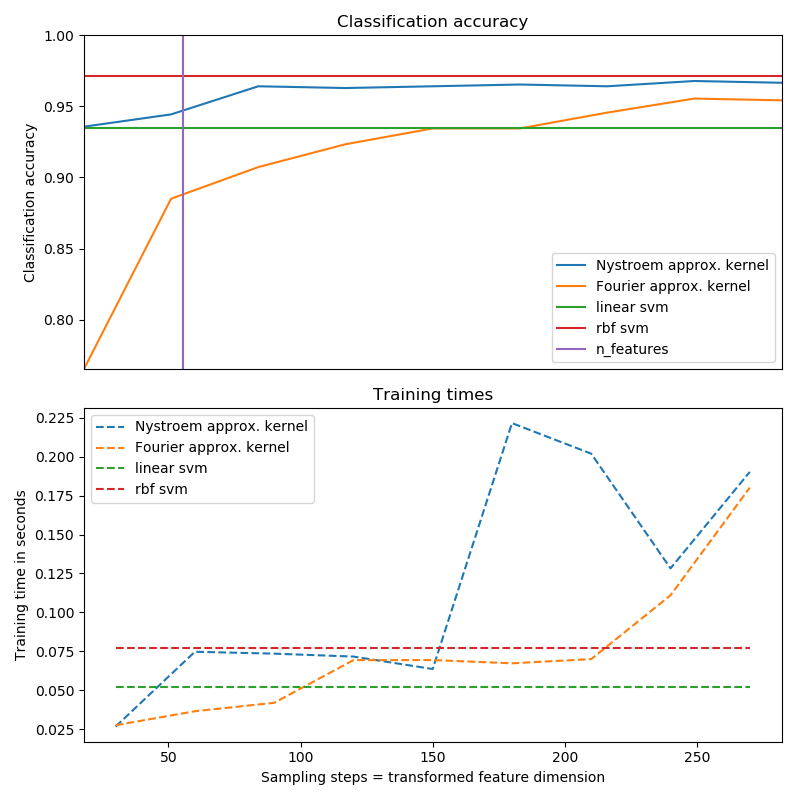 Classification accuracy
Classification accuracy
1.00
0.95
0.90
0.85
0.80
Nystroem approx. kernel
Fourier approx. kernel
linear svm
rbf svm
n_features
Training times
Training time in seconds
0.225
0.200
0.175
0.150
0.125
0.100
0.075
0.050
0.025
Nystroem approx. kernel
Fourier approx. kernel
linear svm
rbf svm
50 100 150 200 250
Sampling steps = transformed feature dimension